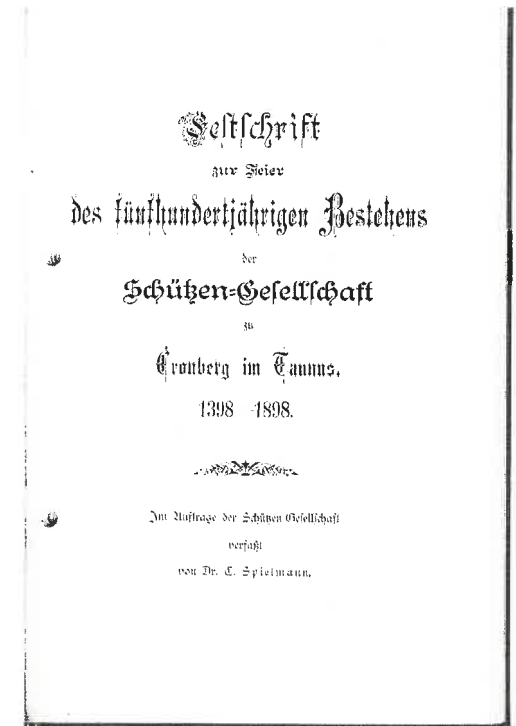 Festschrift
zur Feier
des fünfhundertjährigen Bestehens
der
Schützen-Gesellschaft
zu
Cronberg im Taunus.
1398 - 1898.
Im Auftrage der Schützen Gesellschaft
verfaßt
von Dr. C. Spielmann.